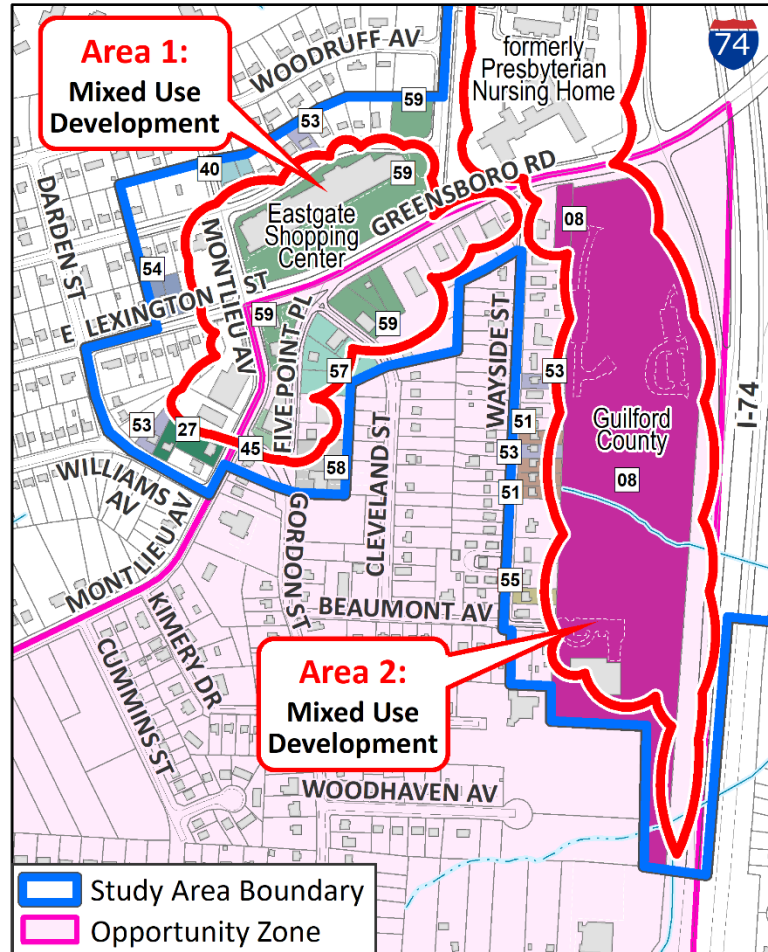 Area 1:
Mixed Use
Development
WOODRUFF AV
formerly
Presbyterian
Nursing Home
74
59
53
40
59
GREENSBORO RD
DARDEN ST
MONTLIEU AV
Eastgate
Shopping
Center
08
54
E LEXINGTON ST
59
FIVE POINT PL
59
WAYSIDE ST
57
53
I-74
53
27
45
58
51
53
51
Guilford
County
08
WILLIAMS
AV
CLEVELAND ST
GORDON ST
MONTLIEU AV
55
KIMERY DR
BEAUMONT AV
CUMMINS ST
Area 2:
Mixed Use
Development
WOODHAVEN AV
Study Area Boundary
Opportunity Zone